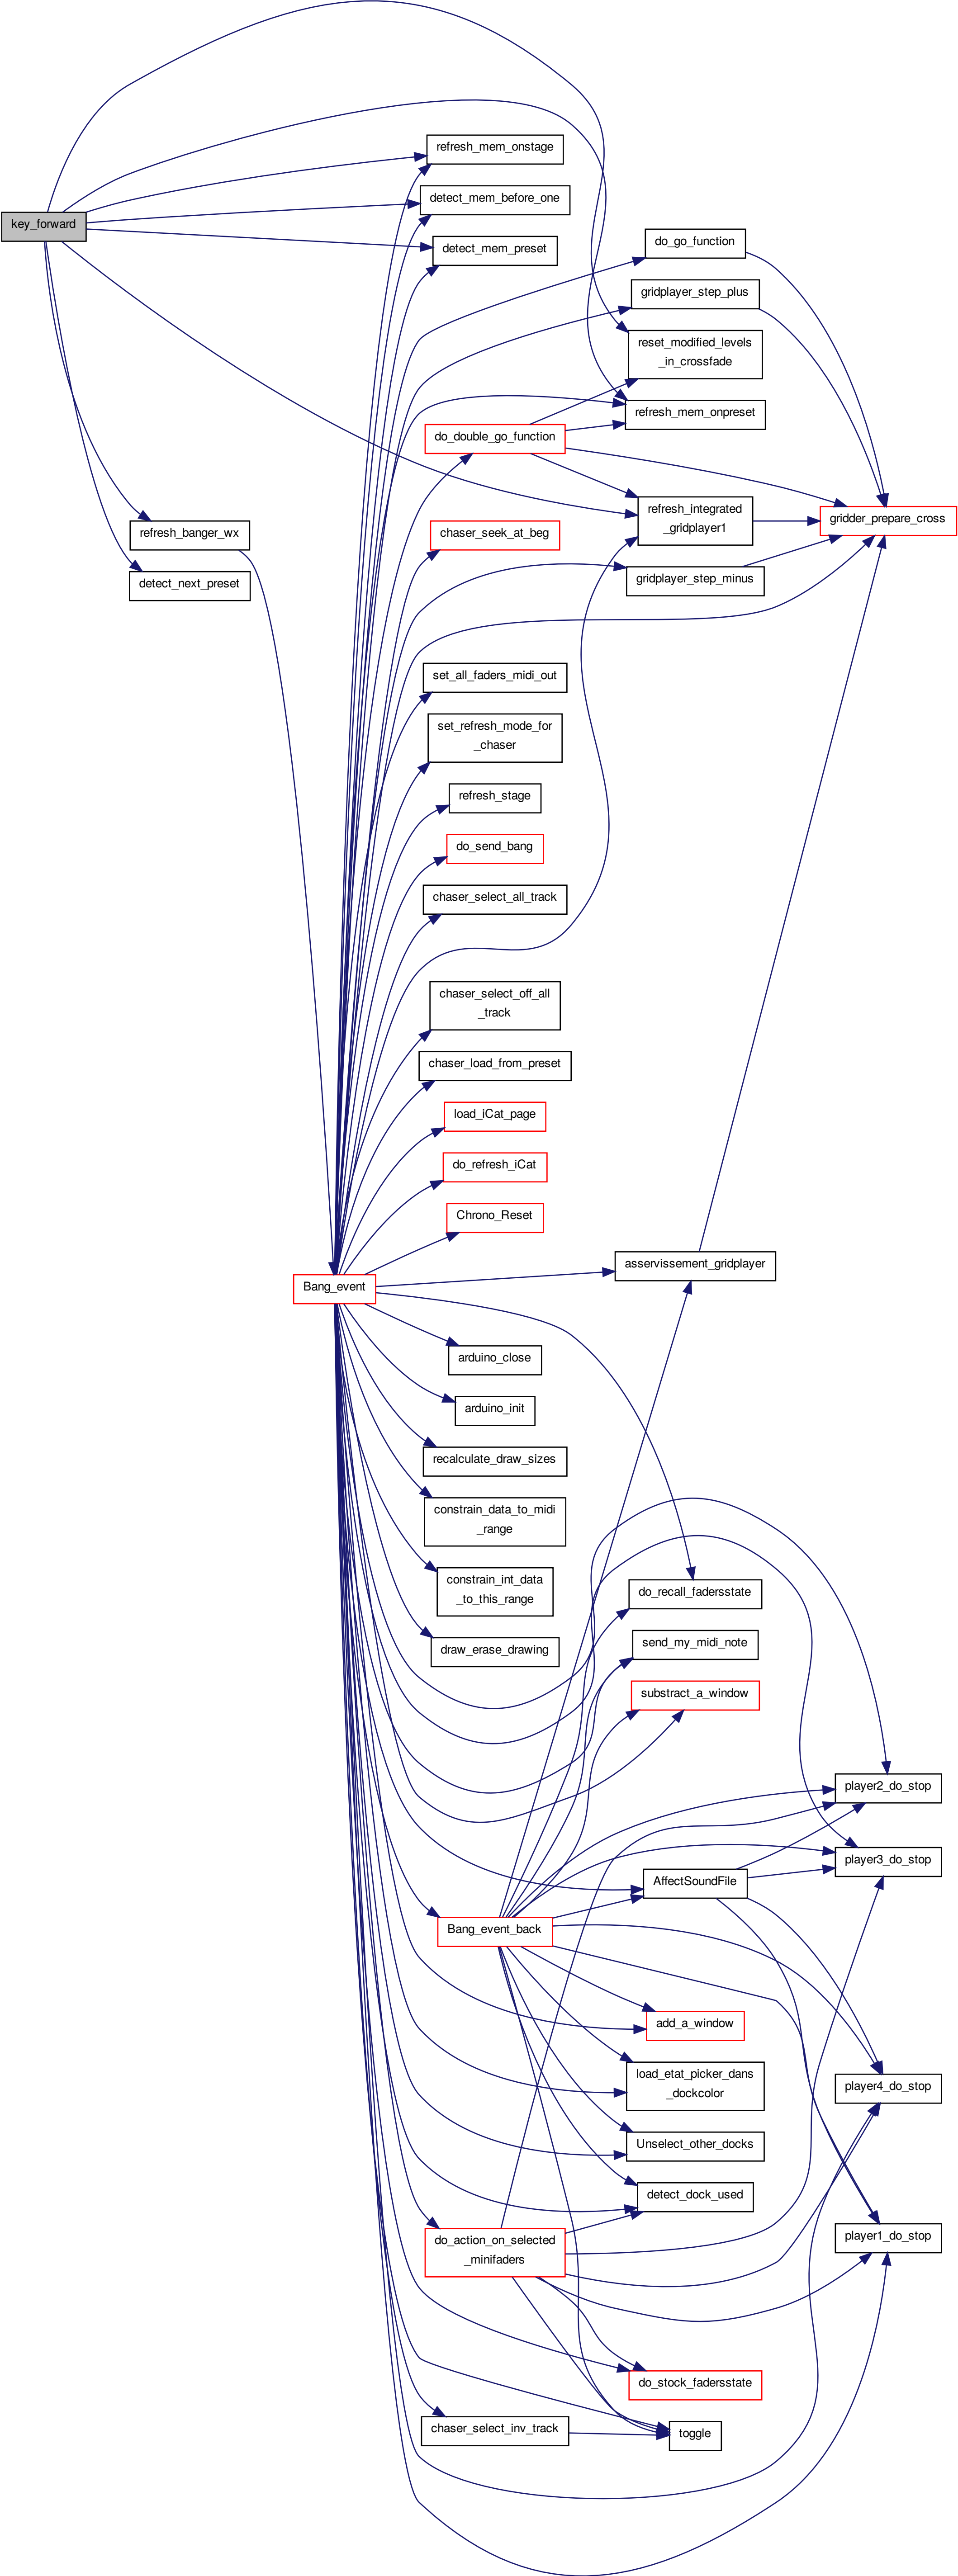 refresh_mem_onstage
detect_mem_before_one
key_forward
do_go_function
detect_mem_preset
gridplayer_step_plus
reset_modified_levels
_in_crossfade
refresh_mem_onpreset
do_double_go_function
refresh_integrated
_gridplayer1
gridder_prepare_cross
refresh_banger_wx
chaser_seek_at_beg
detect_next_preset
gridplayer_step_minus
set_all_faders_midi_out
set_refresh_mode_for
_chaser
refresh_stage
do_send_bang
chaser_select_all_track
chaser_select_off_all
_track
chaser_load_from_preset
load_iCat_page
do_refresh_iCat
Chrono_Reset
asservissement_gridplayer
Bang_event
arduino_close
arduino_init
recalculate_draw_sizes
constrain_data_to_midi
_range
constrain_int_data
_to_this_range
do_recall_fadersstate
draw_erase_drawing
send_my_midi_note
substract_a_window
player2_do_stop
player3_do_stop
AffectSoundFile
Bang_event_back
add_a_window
load_etat_picker_dans
_dockcolor
player4_do_stop
Unselect_other_docks
detect_dock_used
player1_do_stop
do_action_on_selected
_minifaders
do_stock_fadersstate
chaser_select_inv_track
toggle